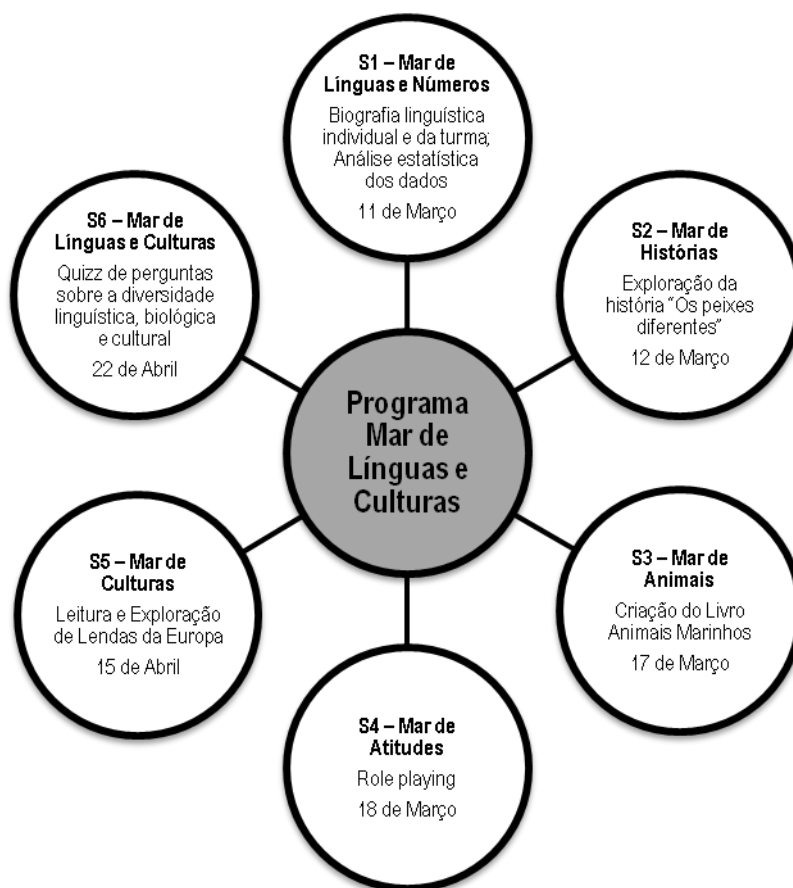 S1 – Mar de
Línguas e Números
Biografia linguística
individual e da turma;
Análise estatística
dos dados
11 de Março
S2 – Mar de
Histórias
Exploração da
história “Os peixes
diferentes”
12 de Março
S3 – Mar de
Animais
Criação do Livro
Animais Marinhos
17 de Março
S4 – Mar de
Atitudes
Role playing
18 de Março
S5 – Mar de
Culturas
Leitura e Exploração
de Lendas da Europa
15 de Abril
S6 – Mar de
Línguas e Culturas
Quizz de perguntas
sobre a diversidade
linguística, biológica
e cultural
22 de Abril
Programa
Mar de
Línguas e
Culturas